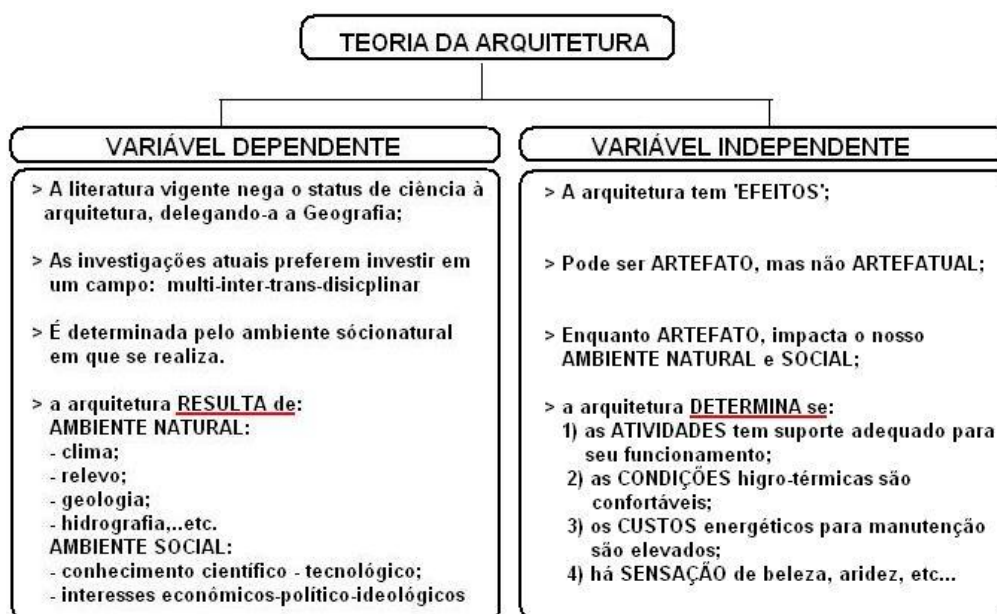 TEORIA DA ARQUITETURA
VARIÁVEL DEPENDENTE
> A literatura vigente nega o status de ciência à
arquitetura, delegando-a a Geografia;
> As investigações atuais preferem investir em
um campo: multi-inter-trans-disicplinar
> É determinada pelo ambiente sócionatural
em que se realiza.
> a arquitetura RESULTA de:
AMBIENTE NATURAL:
- clima;
- relevo;
- geologia;
- hidrografia,..etc.
AMBIENTE SOCIAL:
- conhecimento científico - tecnológico;
- interesses econômicos-político-ideológicos
VARIÁVEL INDEPENDENTE
> A arquitetura tem 'EFEITOS';
> Pode ser ARTEFATO, mas não ARTEFATUAL;
> Enquanto ARTEFATO, impacta o nosso
AMBIENTE NATURAL e SOCIAL;
> a arquitetura DETERMINA se:
1) as ATIVIDADES tem suporte adequado para
seu funcionamento;
2) as CONDIÇÕES higro-térmicas são
confortáveis;
3) os CUSTOS energéticos para manutenção
são elevados;
4) há SENSAÇÃO de beleza, aridez, etc...